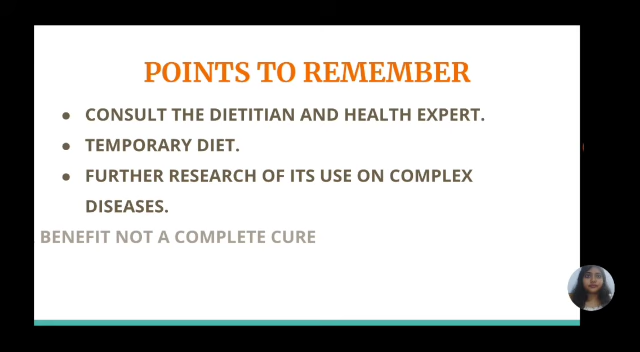 POINTS TO REMEMBER
● CONSULT THE DIETITIAN AND HEALTH EXPERT.
● TEMPORARY DIET.
● FURTHER RESEARCH OF ITS USE ON COMPLEX
DISEASES.
BENEFIT NOT A COMPLETE CURE